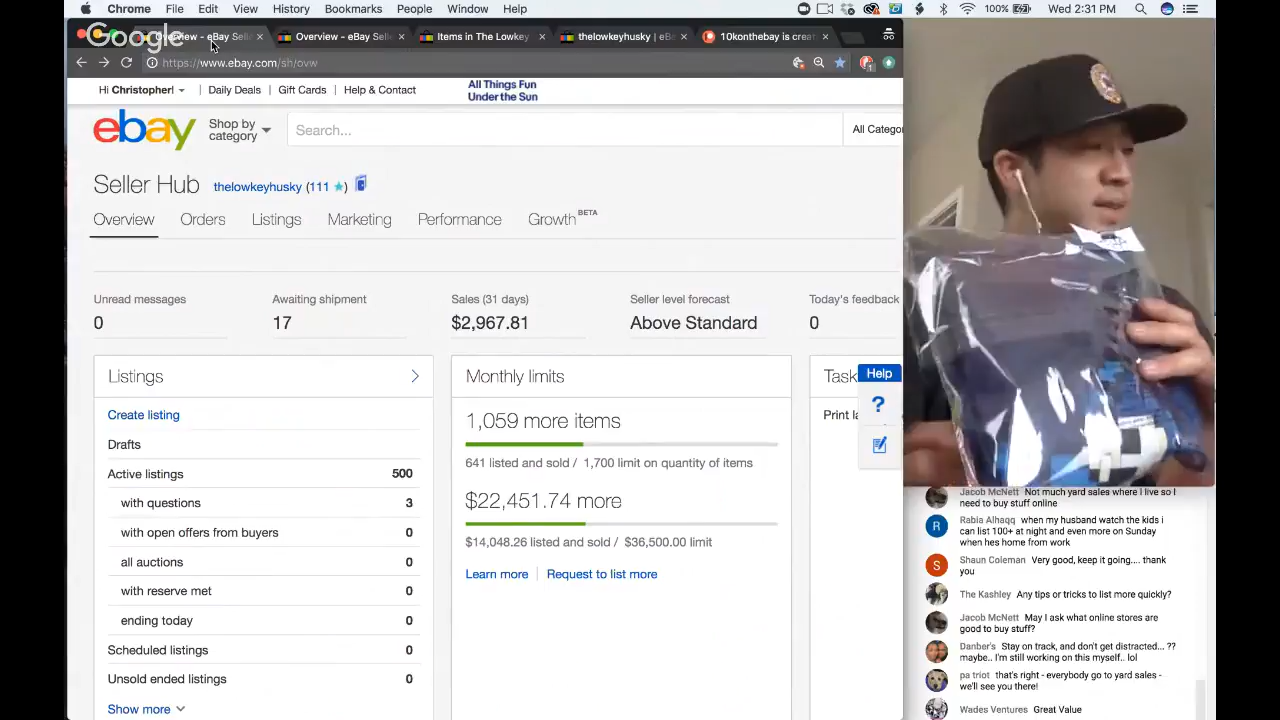 Chrome File Edit View History Bookmarks People Window Help
100% Wed 2:31 PM
Google
Overview - eBay Sell
Overview - eBay Selle
Items in The Lowkey
thelowkeyhusky | eB
10konthebay is creat
https://www.ebay.com/sh/ovw
Hi Christopher! Daily Deals Gift Cards Help & Contact
All Things Fun
Under the Sun
ebay
Shop by
category
Search...
All Catego
Seller Hub thelowkeyhusky (111)
Overview Orders Listings Marketing Performance Growth BETA
Unread messages
0
Awaiting shipment
17
Sales (31 days)
$2,967.81
Seller level forecast
Above Standard
Today's feedback
0
Listings
Create listing
Drafts
Active listings 500
with questions 3
with open offers from buyers 0
all auctions 0
with reserve met 0
ending today 0
Scheduled listings 0
Unsold ended listings 0
Show more
Monthly limits
1,059 more items
641 listed and sold / 1,700 limit on quantity of items
$22,451.74 more
$14,048.26 listed and sold / $36,500.00 limit
Learn more Request to list more
Task
Print la
Help
?
Jacob McNett Not much yard sales where I live so I
need to buy stuff online
R Rabia Alhaqq when my husband watch the kids i
can list 100+ at night and even more on Sunday
when hes home from work
S Shaun Coleman Very good, keep it going.... thank
you
The Kashley Any tips or tricks to list more quickly?
Jacob McNett May I ask what online stores are
good to buy stuff?
Danber's Stay on track, and don't get distracted... ??
maybe.. I'm still working on this myself.. lol
pa triot that's right - everybody go to yard sales -
we'll see you there!
Wades Ventures Great Value